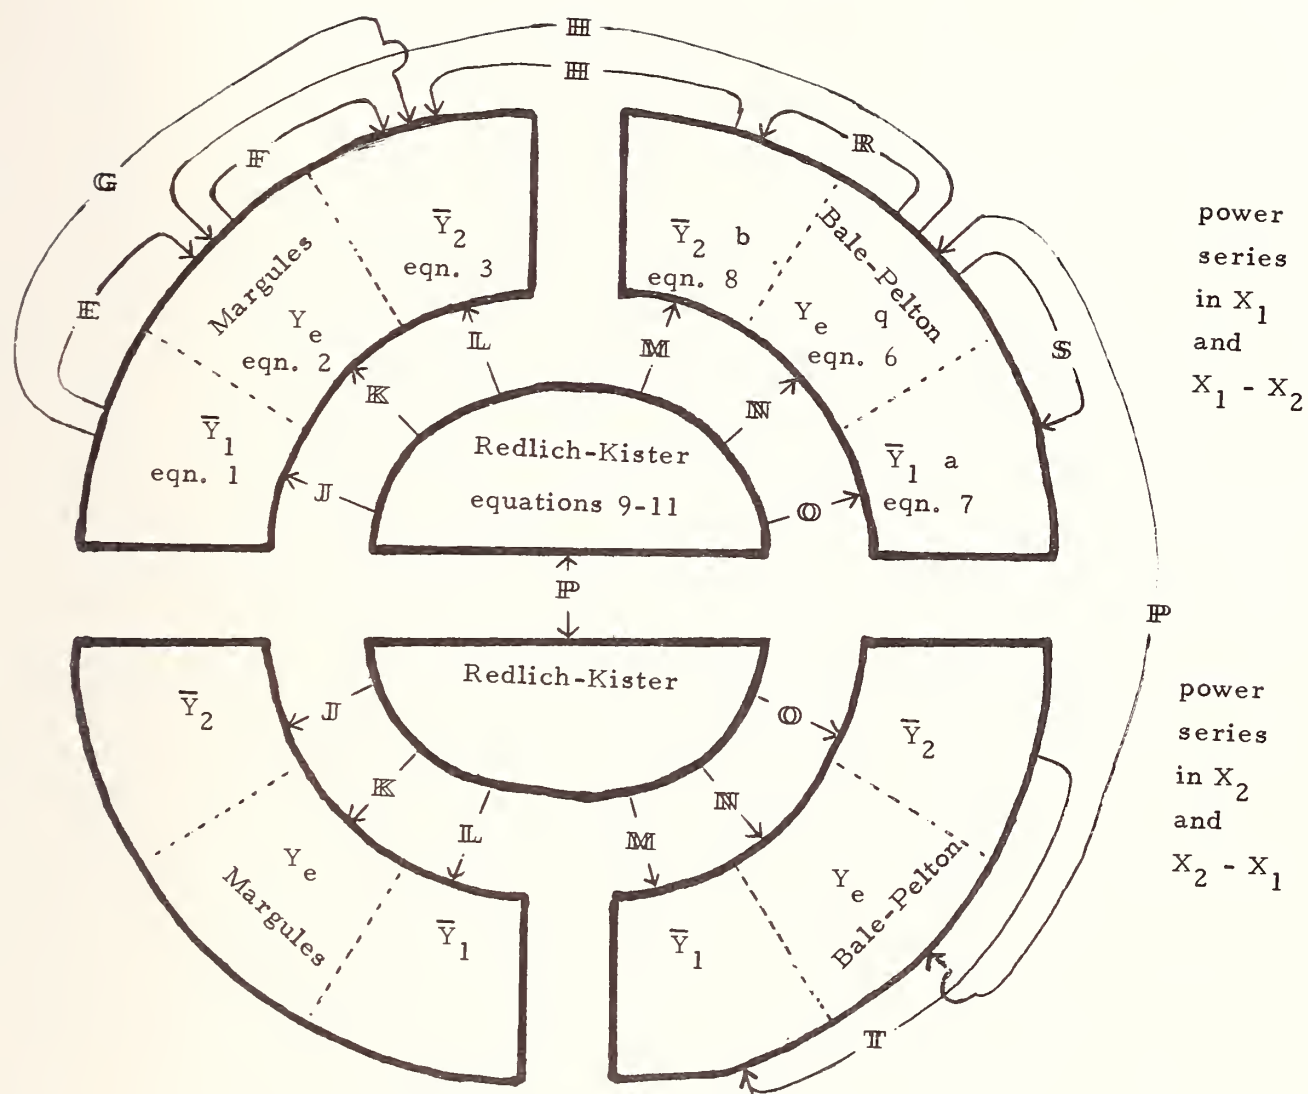 H
H
G
F
E
R
S
Ȳ₂
eqn. 3
Margules
Yₑ
eqn. 2
Ȳ₁
eqn. 1
Ȳ₂ b
eqn. 8
Bale-Pelton
Yₑ q
eqn. 6
Ȳ₁ a
eqn. 7
power
series
in X₁
and
X₁ - X₂
J
K
L
M
N
O
Redlich-Kister
equations 9-11
P
P
Redlich-Kister
J
K
L
M
N
O
Ȳ₂
Yₑ
Margules
Ȳ₁
Ȳ₁
Yₑ
Bale-Pelton
Ȳ₂
T
power
series
in X₂
and
X₂ - X₁